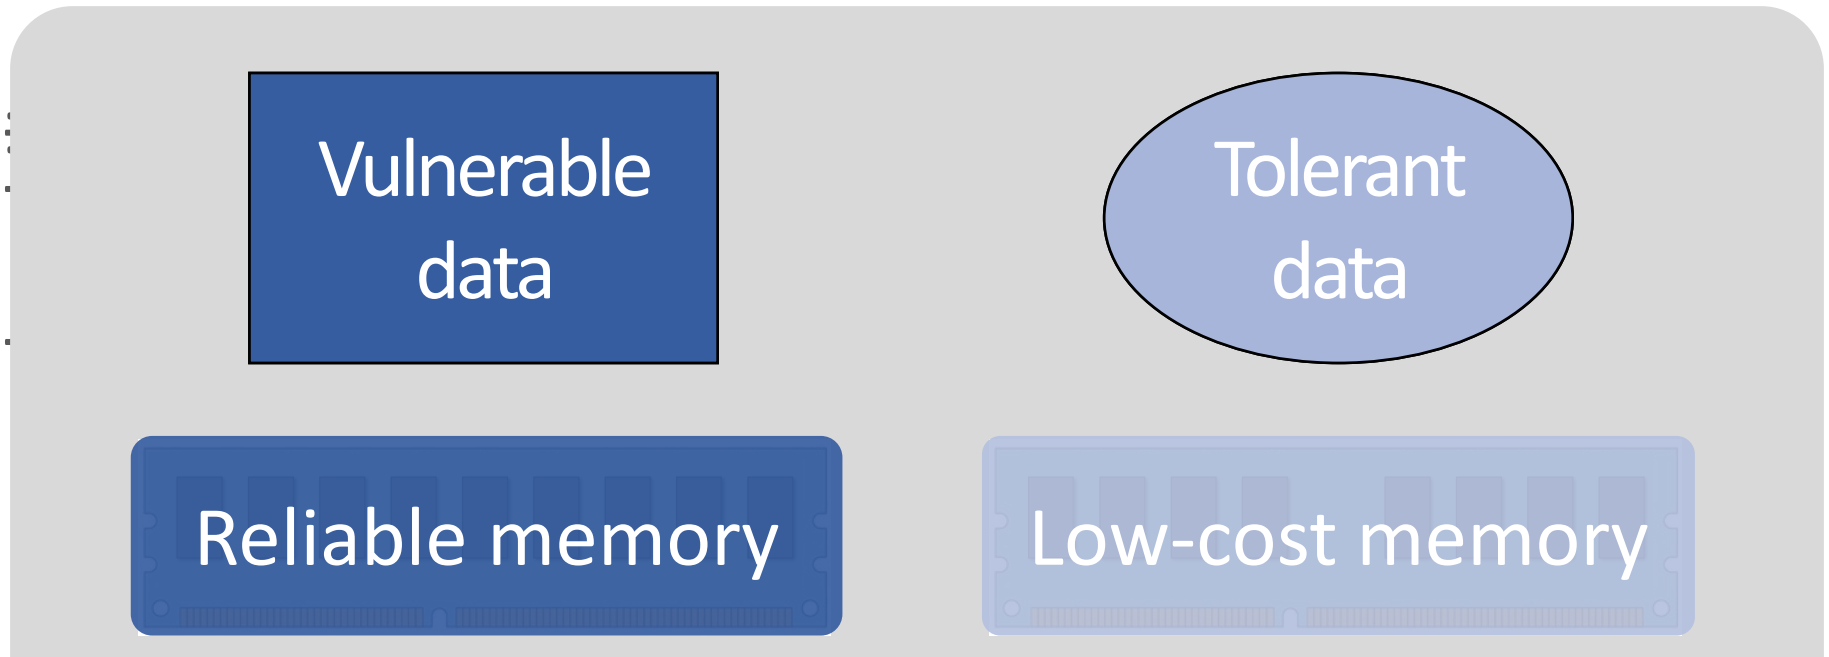 Vulnerable
data
Tolerant
data
Reliable memory
Low-cost memory